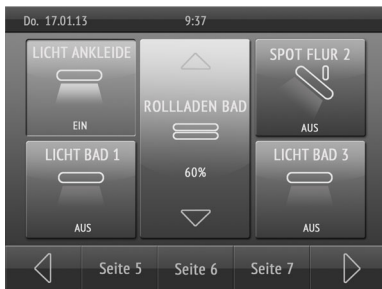 Do. 17.01.13 9:37
LICHT ANKLEIDE
EIN
ROLLLADEN BAD
60%
SPOT FLUR 2
AUS
LICHT BAD 1
AUS
LICHT BAD 3
AUS
Seite 5 Seite 6 Seite 7